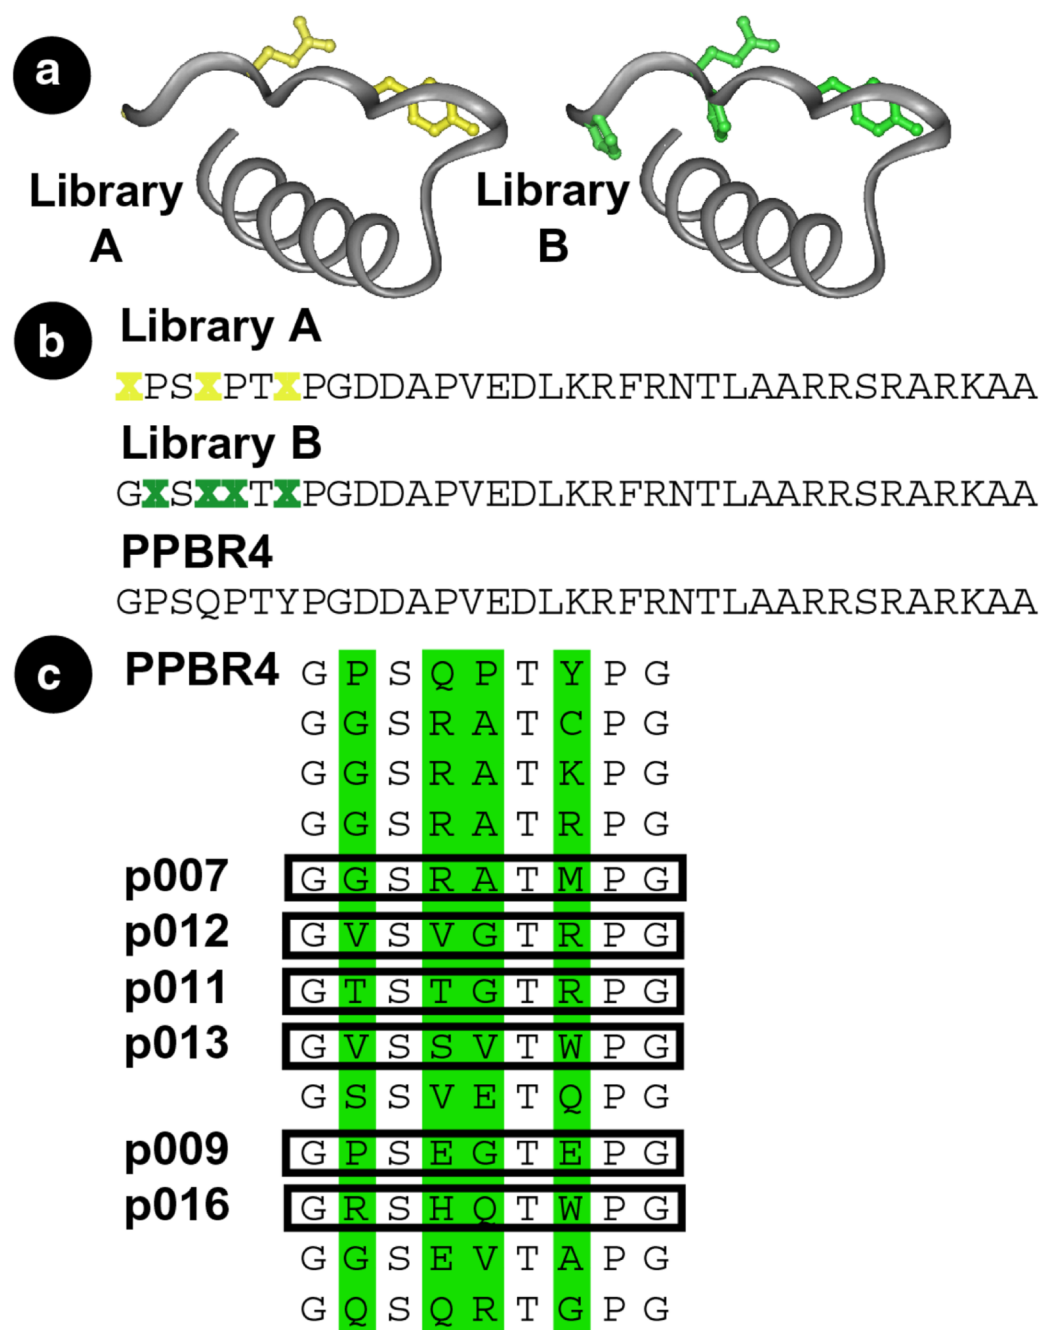 a
Library A
Library B
b
Library A
XPSXPTXPGDDAPVEDLKRFRNTLAARRSRARKAA
Library B
GXSXXTXPGDDAPVEDLKRFRNTLAARRSRARKAA
PPBR4
GPSQPTYPGDDAPVEDLKRFRNTLAARRSRARKAA
c
PPBR4 G P S Q P T Y P G
G G S R A T C P G
G G S R A T K P G
G G S R A T R P G
p007 G G S R A T M P G
p012 G V S V G T R P G
p011 G T S T G T R P G
p013 G V S S V T W P G
G S S V E T Q P G
p009 G P S E G T E P G
p016 G R S H Q T W P G
G G S E V T A P G
G Q S Q R T G P G